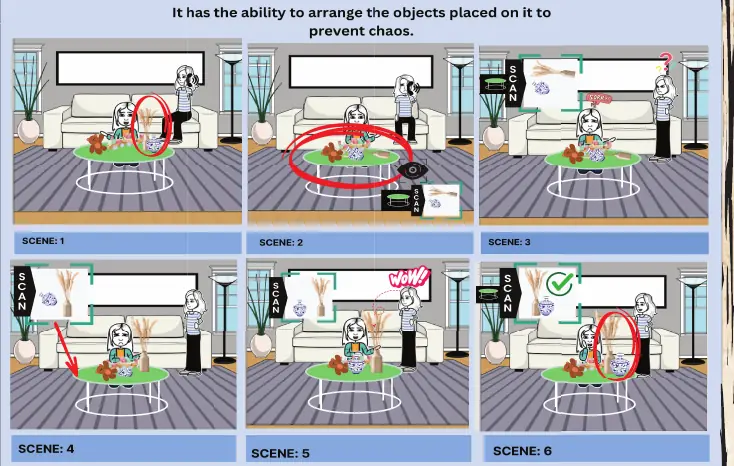 It has the ability to arrange the objects placed on it to
prevent chaos.
SCAN
?
SORRY
SCAN
SCENE: 1
SCENE: 2
SCENE: 3
SCAN
SCAN
WOW!
SCAN
SCENE: 4
SCENE: 5
SCENE: 6